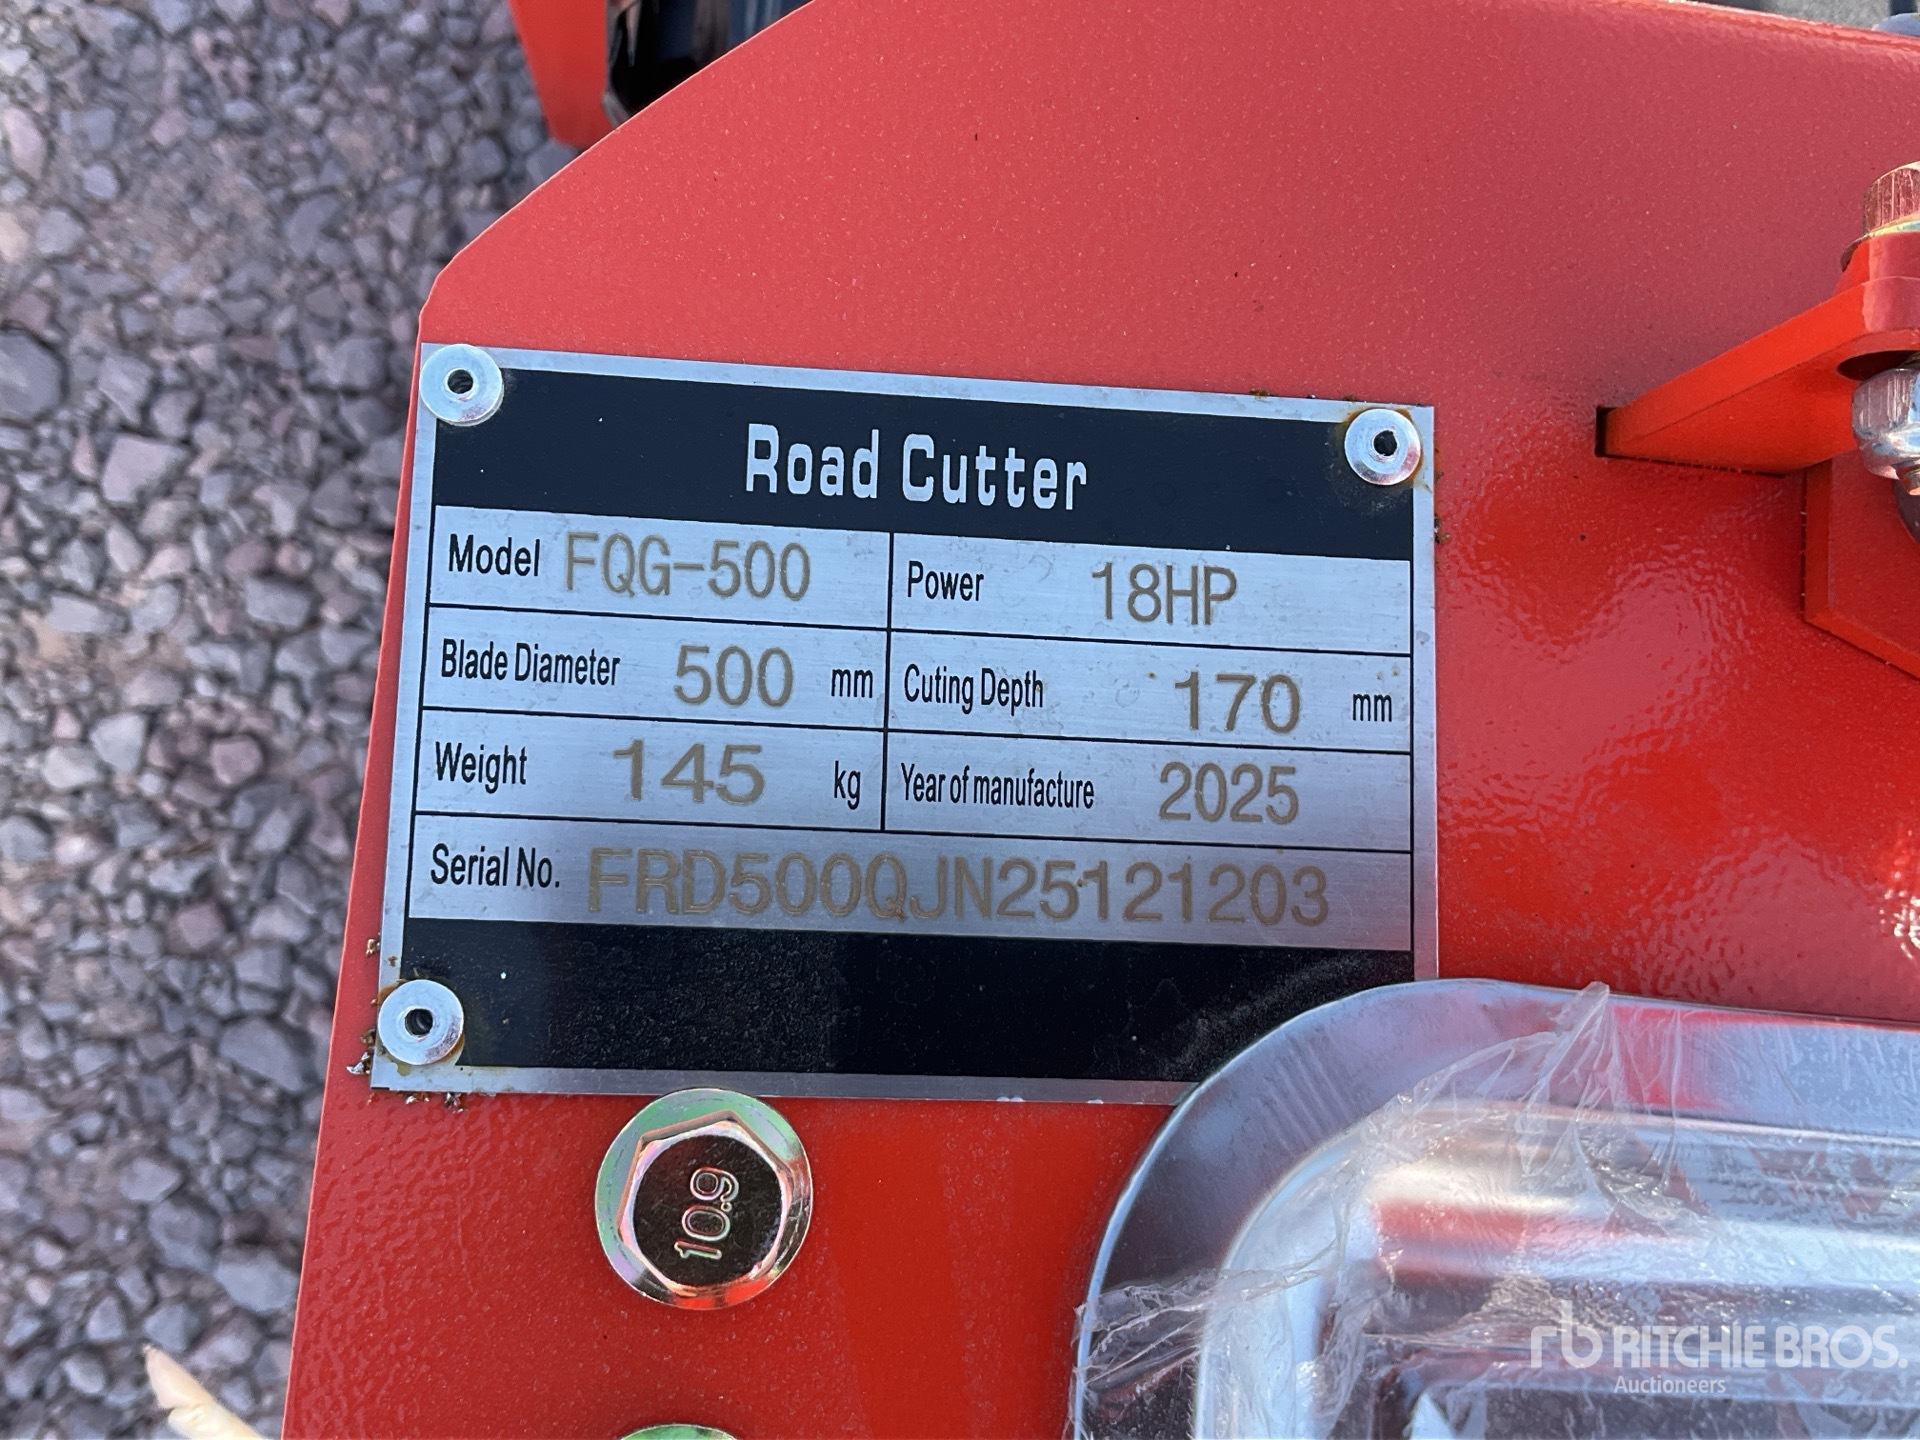 Road Cutter
Model FQG-500 Power 18HP
Blade Diameter 500 mm Cuting Depth 170 mm
Weight 145 kg Year of manufacture 2025
Serial No. FRD500QJN25121203
10.9
rb RITCHIE BROS.
Auctioneers